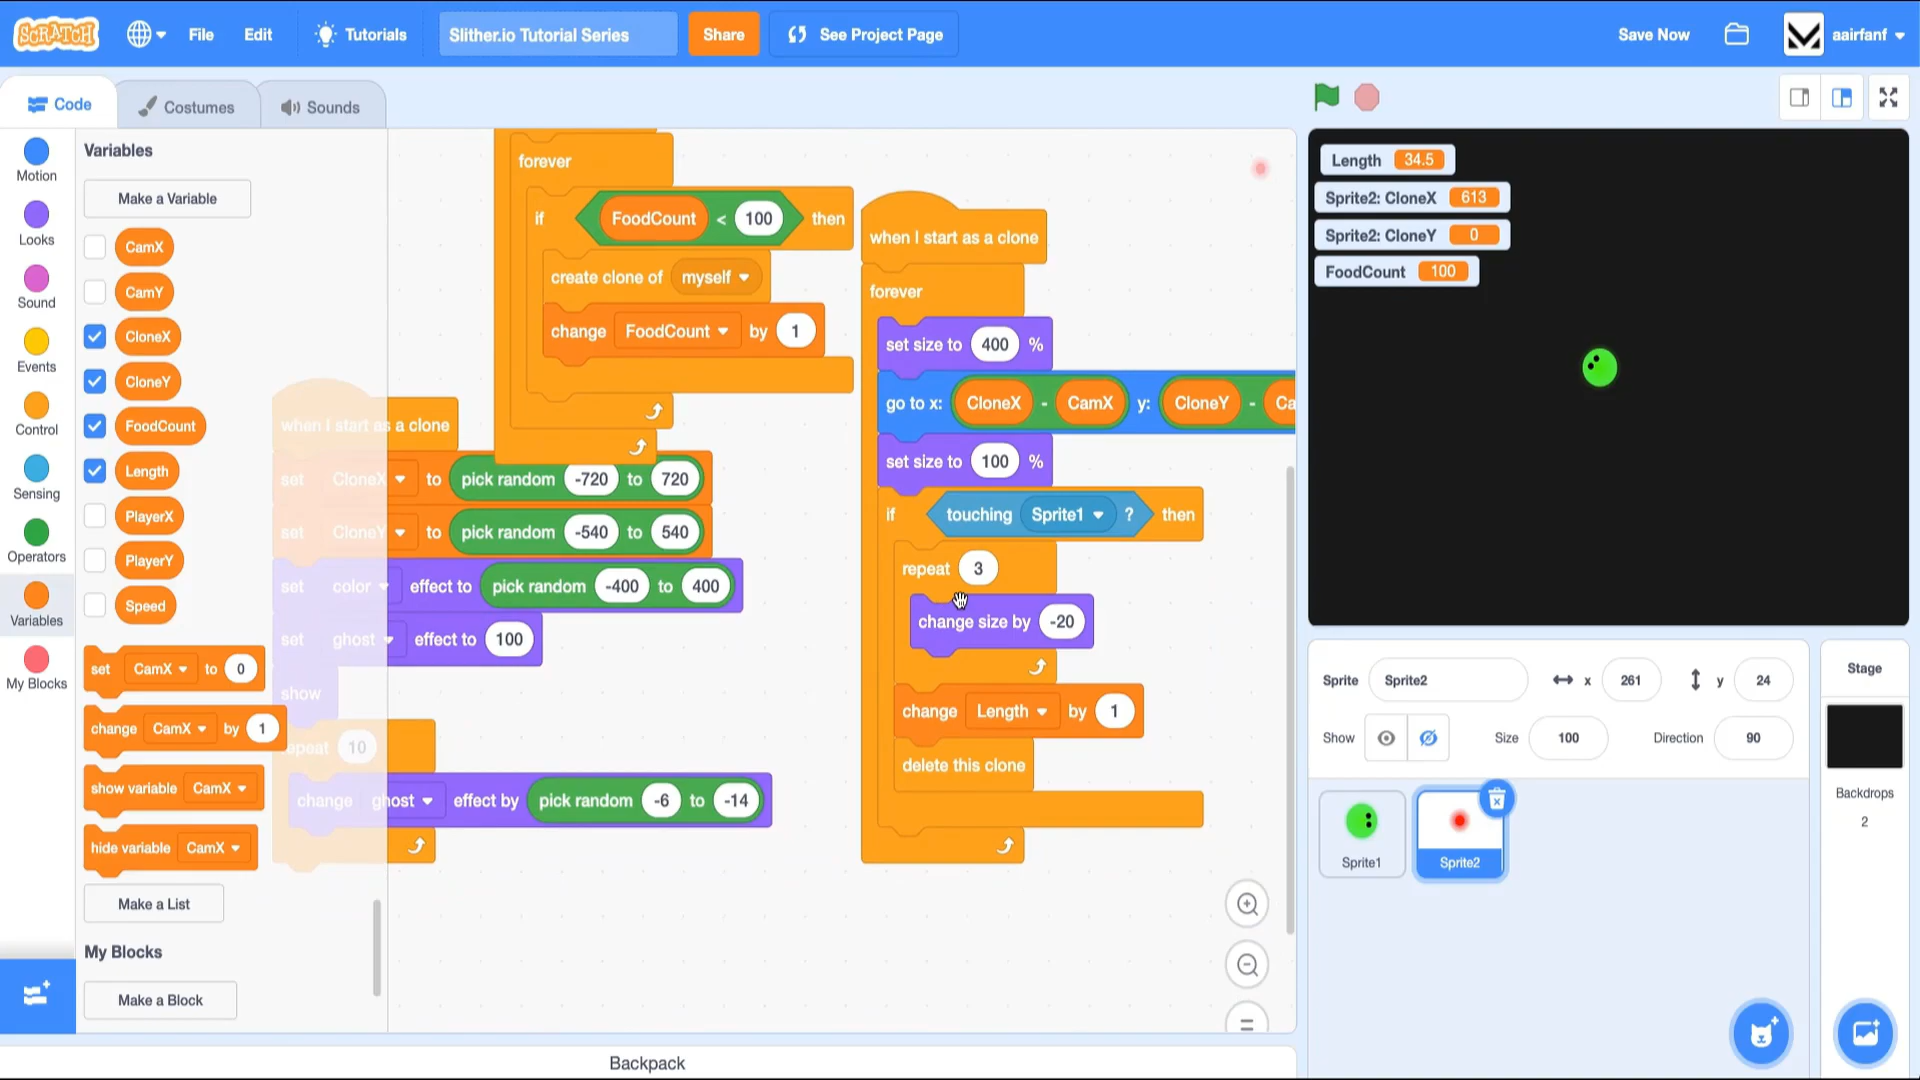 SCRATCH
File
Edit
Tutorials
Slither.io Tutorial Series
Share
See Project Page
Save Now
aairfanf
Code
Costumes
Sounds
Motion
Looks
Sound
Events
Control
Sensing
Operators
Variables
My Blocks
Variables
Make a Variable
CamX
CamY
CloneX
CloneY
FoodCount
Length
PlayerX
PlayerY
Speed
set CamX to 0
change CamX by 1
show variable CamX
hide variable CamX
Make a List
My Blocks
Make a Block
forever
if FoodCount < 100 then
create clone of myself
change FoodCount by 1
when I start as a clone
set CloneX to pick random -720 to 720
set CloneY to pick random -540 to 540
set color effect to pick random -400 to 400
set ghost effect to 100
show
repeat 10
change ghost effect by pick random -6 to -14
when I start as a clone
forever
set size to 400 %
go to x: CloneX - CamX y: CloneY - Ca
set size to 100 %
if touching Sprite1 ? then
repeat 3
change size by -20
change Length by 1
delete this clone
Backpack
Length 34.5
Sprite2: CloneX 613
Sprite2: CloneY 0
FoodCount 100
Sprite Sprite2 x 261 y 24
Show Size 100 Direction 90
Sprite1
Sprite2
Stage
Backdrops
2